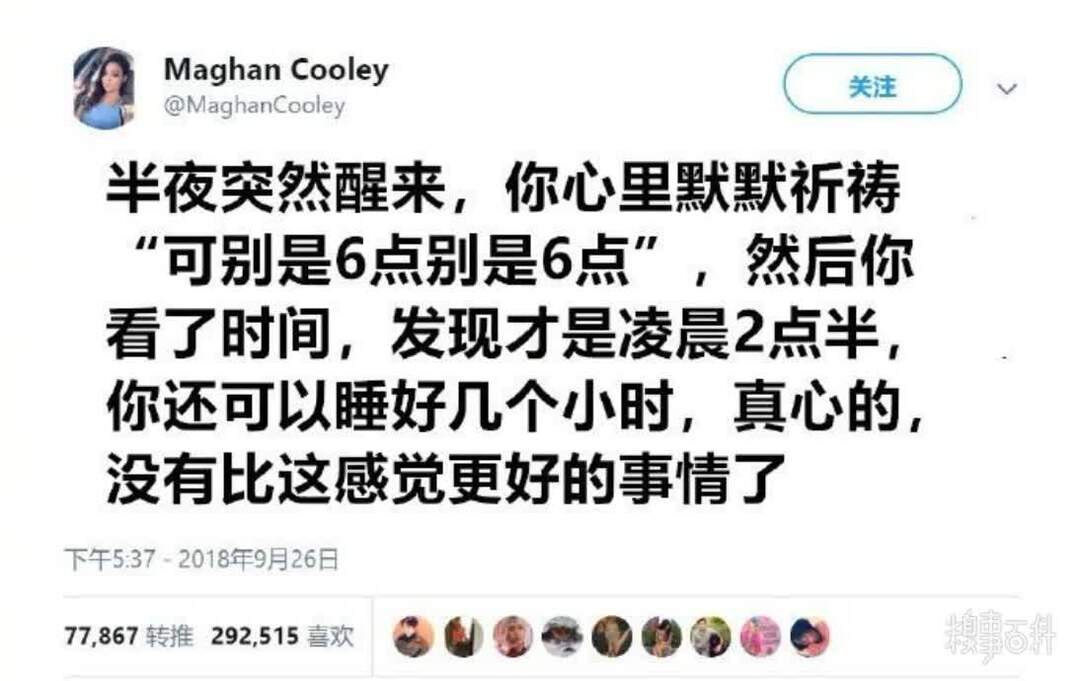 Maghan Cooley
@MaghanCooley
关注
半夜突然醒来，你心里默默祈祷
“可别是6点别是6点”，然后你
看了时间，发现才是凌晨2点半，
你还可以睡好几个小时，真心的，
没有比这感觉更好的事情了
下午5:37 - 2018年9月26日
77,867 转推 292,515 喜欢
糗事百科